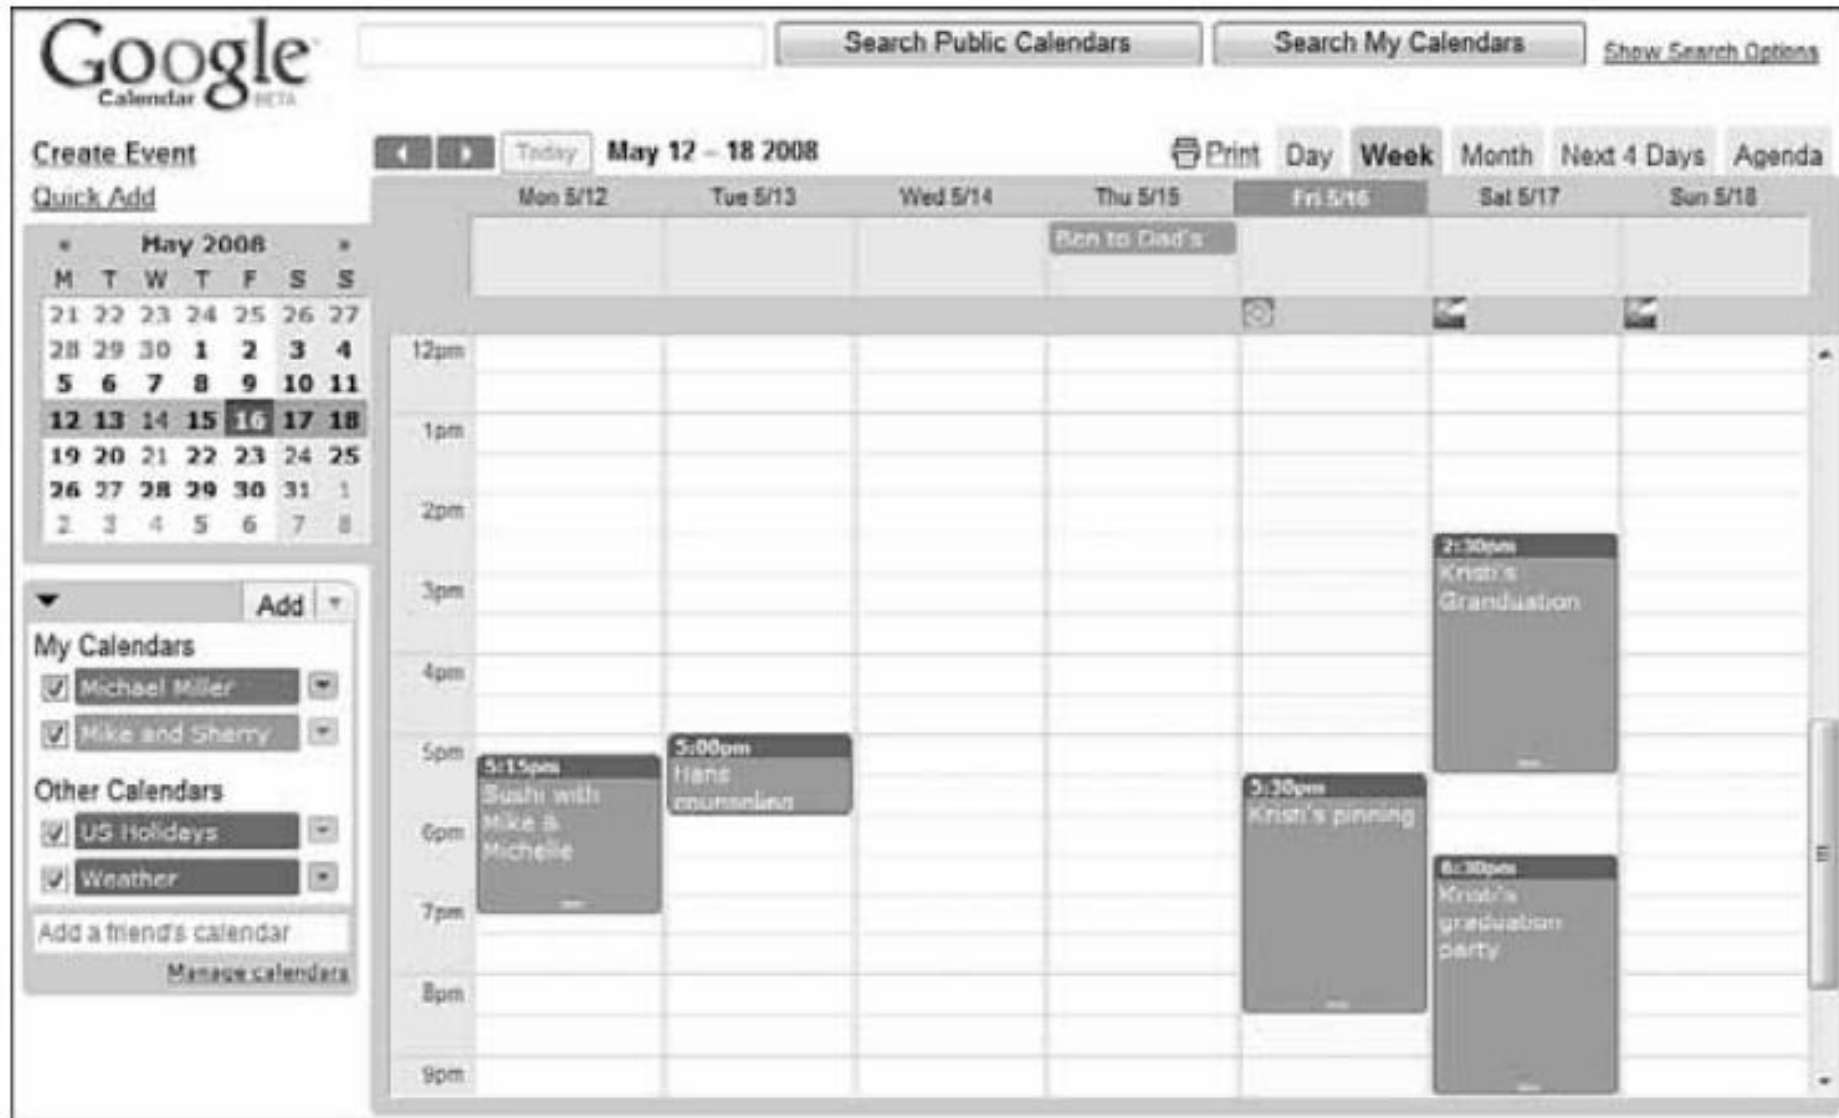 Google
Calendar BETA
Search Public Calendars
Search My Calendars
Show Search Options
Create Event
Quick Add
Today
May 12 – 18 2008
Print
Day
Week
Month
Next 4 Days
Agenda
« May 2008 »
M T W T F S S
21 22 23 24 25 26 27
28 29 30 1 2 3 4
5 6 7 8 9 10 11
12 13 14 15 16 17 18
19 20 21 22 23 24 25
26 27 28 29 30 31 1
2 3 4 5 6 7 8
Add
My Calendars
Michael Miller
Mike and Sherry
Other Calendars
US Holidays
Weather
Add a friend's calendar
Manage calendars
Mon 5/12
Tue 5/13
Wed 5/14
Thu 5/15
Fri 5/16
Sat 5/17
Sun 5/18
Ben to Dad's
12pm
1pm
2pm
3pm
4pm
5pm
6pm
7pm
8pm
9pm
5:15pm
Sushi with
Mike &
Michelle
5:00pm
Hans
counseling
5:30pm
Kristi's pinning
2:30pm
Kristi's
Granduation
6:30pm
Kristi's
graduation
party